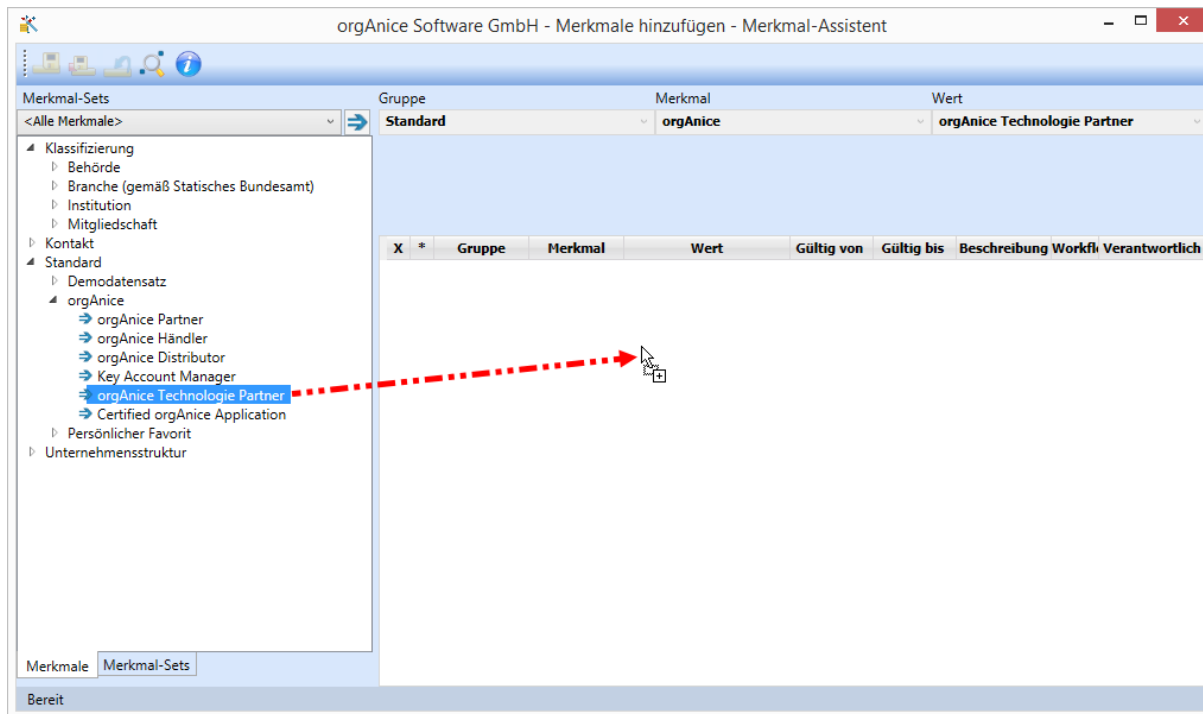 orgAnice Software GmbH - Merkmale hinzufügen - Merkmal-Assistent
Merkmal-Sets
Gruppe Merkmal Wert
<Alle Merkmale>
Standard orgAnice orgAnice Technologie Partner
Klassifizierung
Behörde
Branche (gemäß Statisches Bundesamt)
Institution
Mitgliedschaft
Kontakt
Standard
Demodatensatz
orgAnice
orgAnice Partner
orgAnice Händler
orgAnice Distributor
Key Account Manager
orgAnice Technologie Partner
Certified orgAnice Application
Persönlicher Favorit
Unternehmensstruktur
X * Gruppe Merkmal Wert Gültig von Gültig bis Beschreibung Workfl Verantwortlich
Merkmale Merkmal-Sets
Bereit